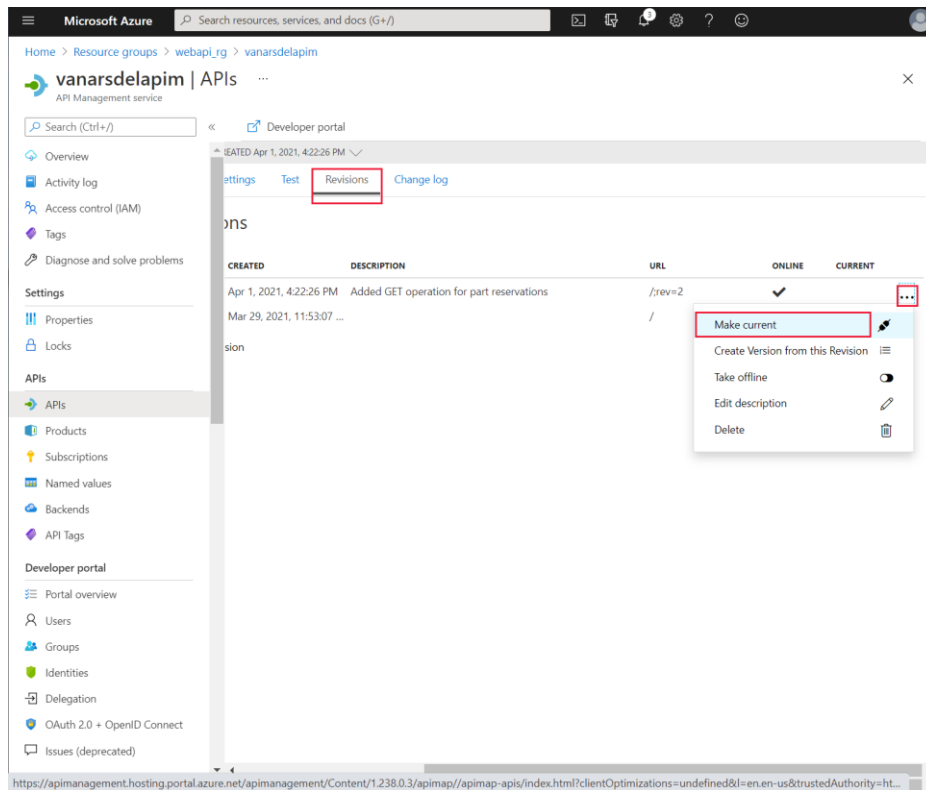 Microsoft Azure
Search resources, services, and docs (G+/)
3
Home > Resource groups > webapi_rg > vanarsdelapim
vanarsdelapim | APIs ...
API Management service
Search (Ctrl+/)
Developer portal
EATED Apr 1, 2021, 4:22:26 PM
Overview
Activity log
Access control (IAM)
Tags
Diagnose and solve problems
Settings
Properties
Locks
APIs
APIs
Products
Subscriptions
Named values
Backends
API Tags
Developer portal
Portal overview
Users
Groups
Identities
Delegation
OAuth 2.0 + OpenID Connect
Issues (deprecated)
ettings Test Revisions Change log
ons
CREATED DESCRIPTION URL ONLINE CURRENT
Apr 1, 2021, 4:22:26 PM Added GET operation for part reservations /;rev=2
Mar 29, 2021, 11:53:07 ... /
sion
Make current
Create Version from this Revision
Take offline
Edit description
Delete
https://apimanagement.hosting.portal.azure.net/apimanagement/Content/1.238.0.3/apimap//apimap-apis/index.html?clientOptimizations=undefined&l=en.en-us&trustedAuthority=ht...